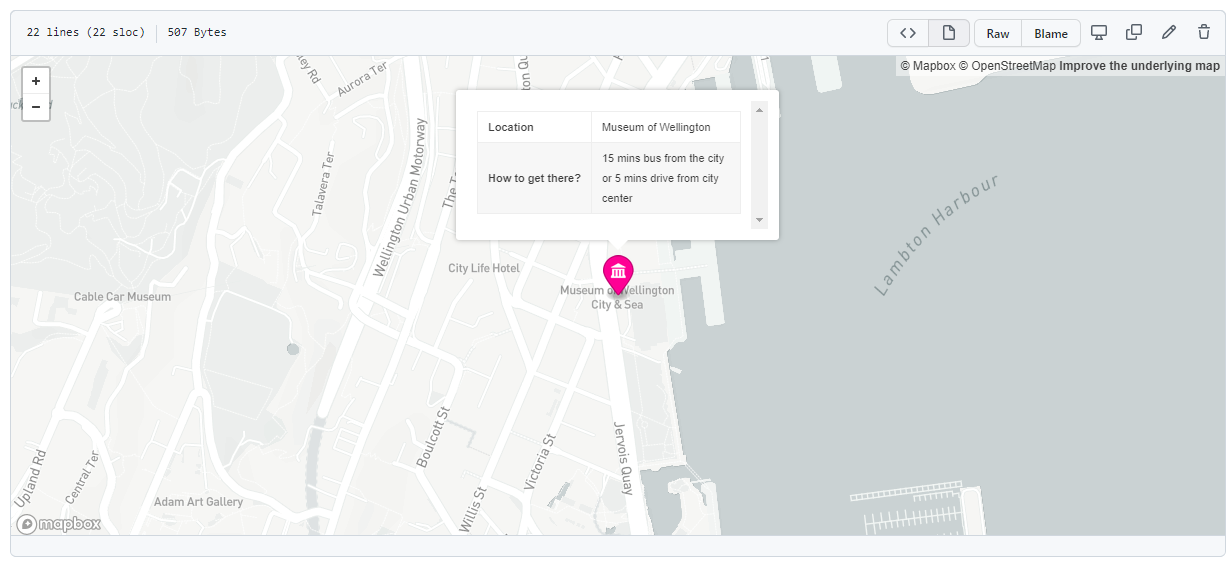 22 lines (22 sloc) 507 Bytes
Raw
Blame
+
−
© Mapbox © OpenStreetMap Improve the underlying map
Location Museum of Wellington
How to get there? 15 mins bus from the city
or 5 mins drive from city
center
Aurora Ter
Talavera Ter
Wellington Urban Motorway
Lambton Harbour
City Life Hotel
Cable Car Museum
Museum of Wellington
City & Sea
Boulcott St
Victoria St
Jervois Quay
Upland Rd
Central Ter
Willis St
Adam Art Gallery
mapbox